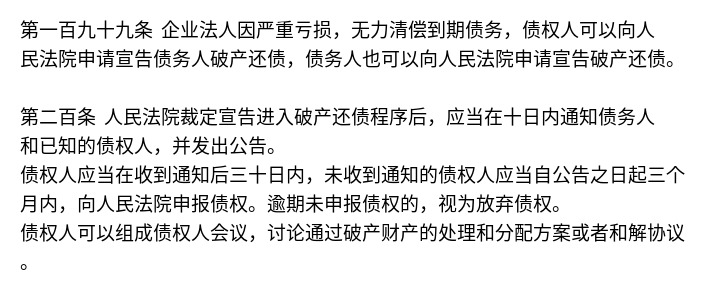 第一百九十九条 企业法人因严重亏损，无力清偿到期债务，债权人可以向人
民法院申请宣告债务人破产还债，债务人也可以向人民法院申请宣告破产还债。
第二百条 人民法院裁定宣告进入破产还债程序后，应当在十日内通知债务人
和已知的债权人，并发出公告。
债权人应当在收到通知后三十日内，未收到通知的债权人应当自公告之日起三个
月内，向人民法院申报债权。逾期未申报债权的，视为放弃债权。
债权人可以组成债权人会议，讨论通过破产财产的处理和分配方案或者和解协议
。